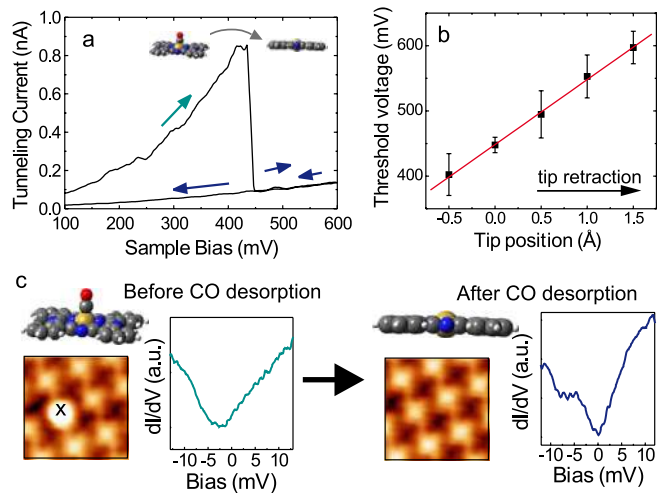 a
Tunneling Current (nA)
1.0
0.8
0.6
0.4
0.2
0.0
100 200 300 400 500 600
Sample Bias (mV)
b
Threshold voltage (mV)
600
500
400
tip retraction
-0.5 0.0 0.5 1.0 1.5
Tip position (Å)
c
Before CO desorption
x
dI/dV (a.u.)
-10 -5 0 5 10
Bias (mV)
After CO desorption
dI/dV (a.u.)
-10 -5 0 5 10
Bias (mV)